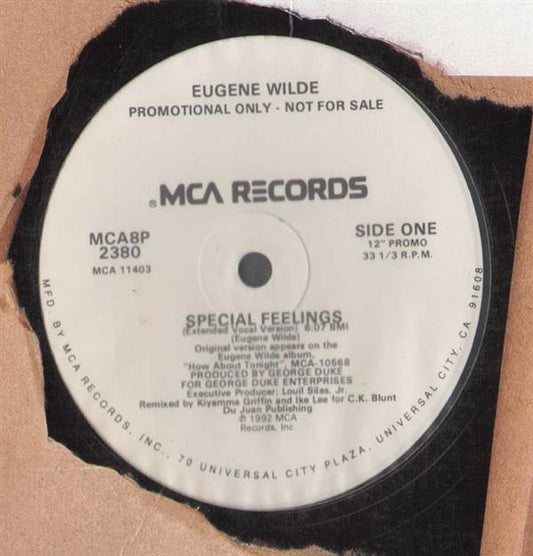 EUGENE WILDE
PROMOTIONAL ONLY - NOT FOR SALE
®MCA RECORDS
MCA8P
2380
MCA 11403
SIDE ONE
12" PROMO
33 1/3 R.P.M.
SPECIAL FEELINGS
(Extended Vocal Version) 6:07 BMI
(Eugene Wilde)
Original version appears on the
Eugene Wilde album,
"How About Tonight", MCA-10568
PRODUCED BY GEORGE DUKE
FOR GEORGE DUKE ENTERPRISES
Executive Producer: Louil Silas, Jr.
Remixed by Kiyamma Griffin and Ike Lee for C.K. Blunt
Du Juan Publishing
℗ 1992 MCA
Records, Inc.
MFD. BY MCA RECORDS, INC., 70 UNIVERSAL CITY PLAZA, UNIVERSAL CITY, CA. 91608